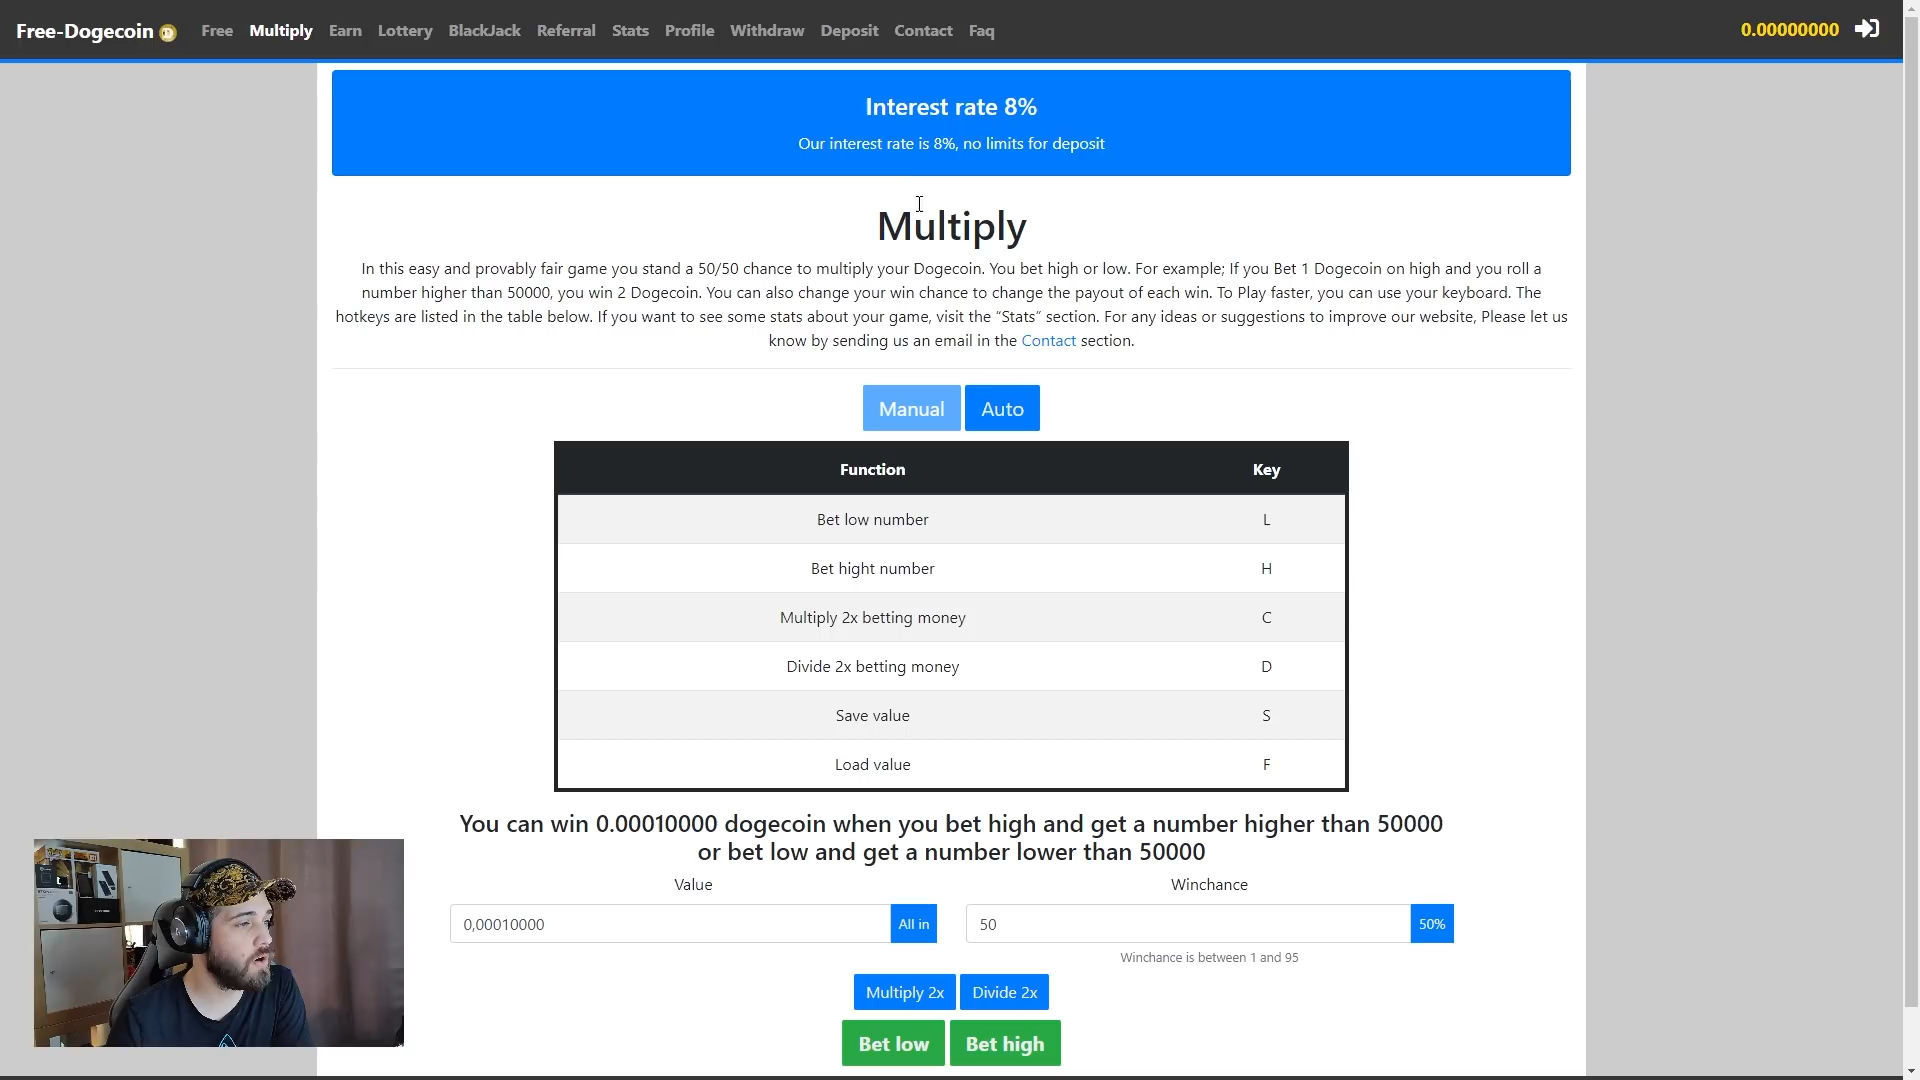 Free-Dogecoin Free Multiply Earn Lottery BlackJack Referral Stats Profile Withdraw Deposit Contact Faq 0.00000000
Interest rate 8%
Our interest rate is 8%, no limits for deposit
Multiply
In this easy and provably fair game you stand a 50/50 chance to multiply your Dogecoin. You bet high or low. For example; If you Bet 1 Dogecoin on high and you roll a
number higher than 50000, you win 2 Dogecoin. You can also change your win chance to change the payout of each win. To Play faster, you can use your keyboard. The
hotkeys are listed in the table below. If you want to see some stats about your game, visit the “Stats” section. For any ideas or suggestions to improve our website, Please let us
know by sending us an email in the Contact section.
Manual Auto
Function Key
Bet low number L
Bet hight number H
Multiply 2x betting money C
Divide 2x betting money D
Save value S
Load value F
You can win 0.00010000 dogecoin when you bet high and get a number higher than 50000
or bet low and get a number lower than 50000
Value Winchance
0,00010000 All in 50 50%
Winchance is between 1 and 95
Multiply 2x Divide 2x
Bet low Bet high